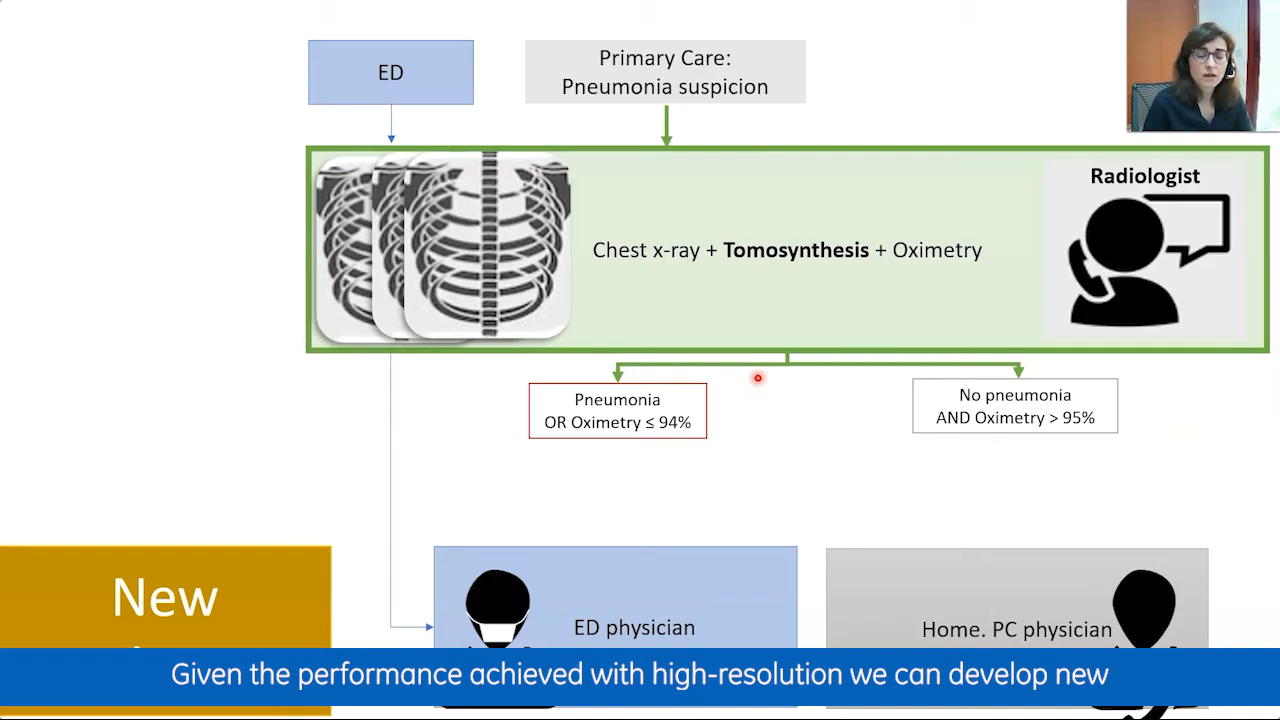 ED
Primary Care:
Pneumonia suspicion
Radiologist
Chest x-ray + Tomosynthesis + Oximetry
Pneumonia
OR Oximetry ≤ 94%
No pneumonia
AND Oximetry > 95%
New
ED physician
Home. PC physician
Given the performance achieved with high-resolution we can develop new